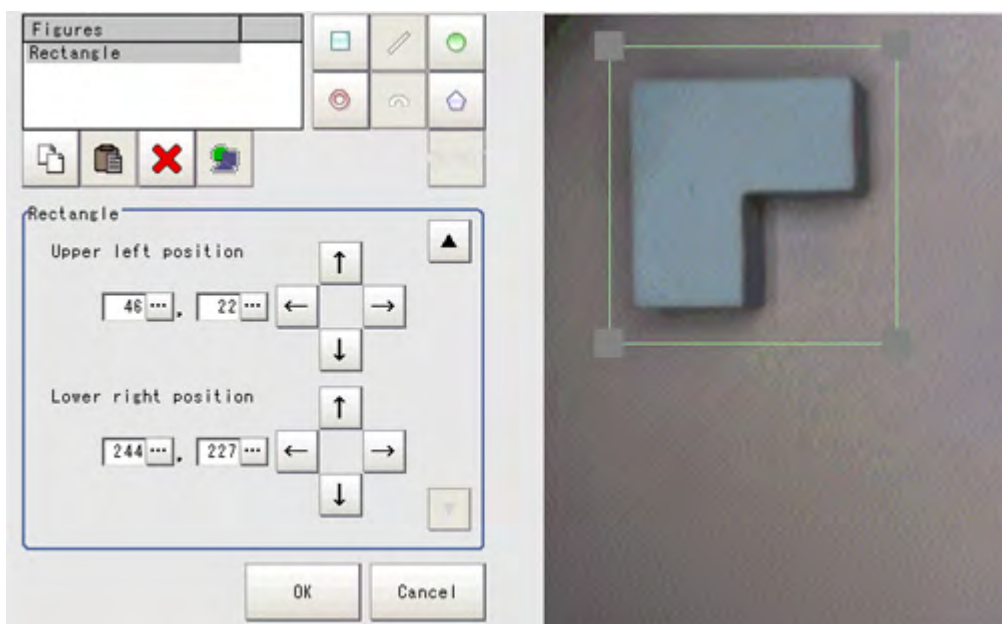 Figures
Rectangle
Rectangle
Upper left position
46 ... , 22 ...
Lower right position
244 ... , 227 ...
OK
Cancel